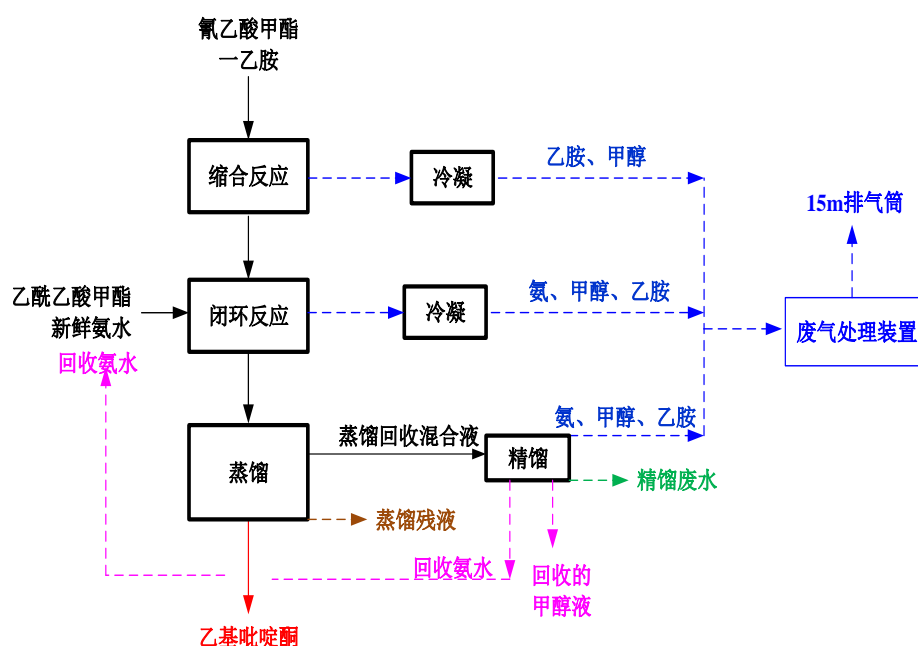 氰乙酸甲酯
一乙胺
缩合反应
冷凝
乙胺、甲醇
15m排气筒
乙酰乙酸甲酯
新鲜氨水
回收氨水
闭环反应
冷凝
氨、甲醇、乙胺
废气处理装置
蒸馏
蒸馏回收混合液
精馏
氨、甲醇、乙胺
精馏废水
蒸馏残液
回收氨水
回收的
甲醇液
乙基吡啶酮